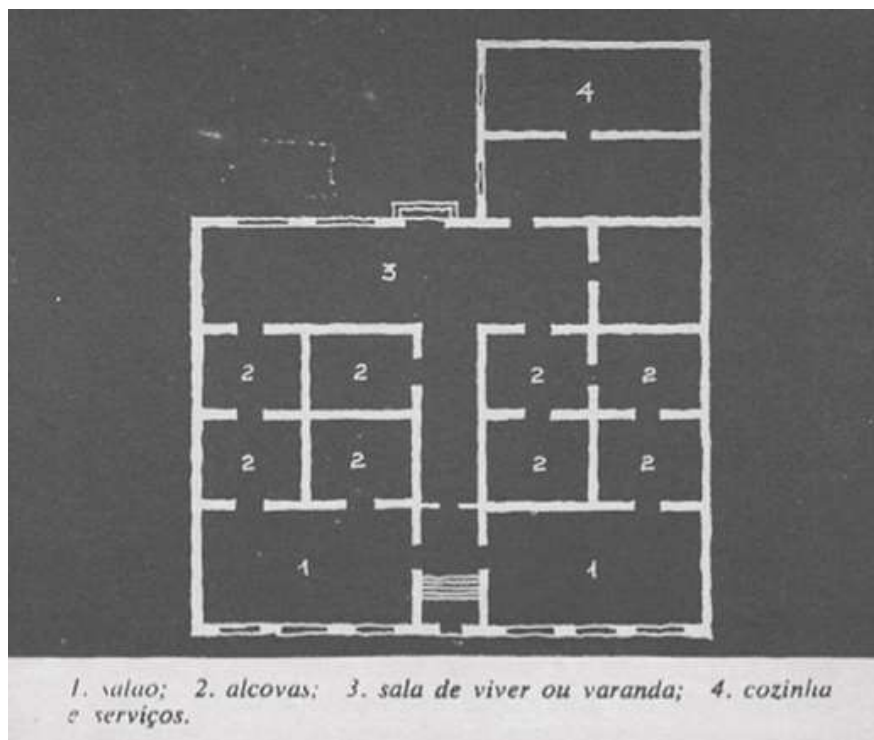 4
3
2 2 2 2
2 2 2 2
1 1
1. salao; 2. alcovas; 3. sala de viver ou varanda; 4. cozinha
e serviços.